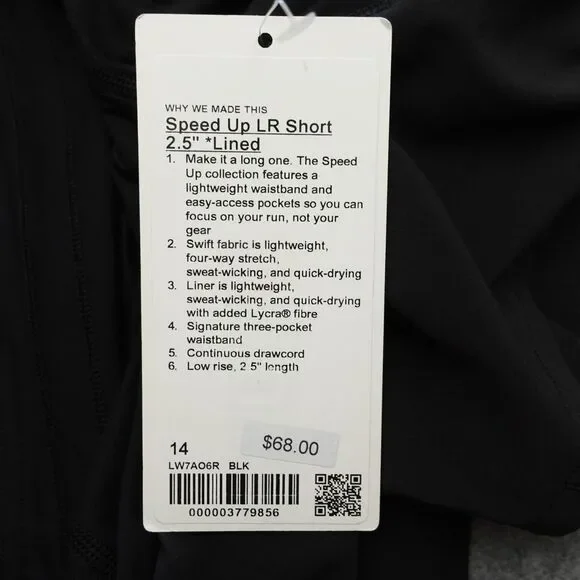 WHY WE MADE THIS
Speed Up LR Short
2.5" *Lined
1. Make it a long one. The Speed
Up collection features a
lightweight waistband and
easy-access pockets so you can
focus on your run, not your
gear
2. Swift fabric is lightweight,
four-way stretch,
sweat-wicking, and quick-drying
3. Liner is lightweight,
sweat-wicking, and quick-drying
with added Lycra® fibre
4. Signature three-pocket
waistband
5. Continuous drawcord
6. Low rise, 2 5" length
14
$68.00
LW7AO6R BLK
000003779856